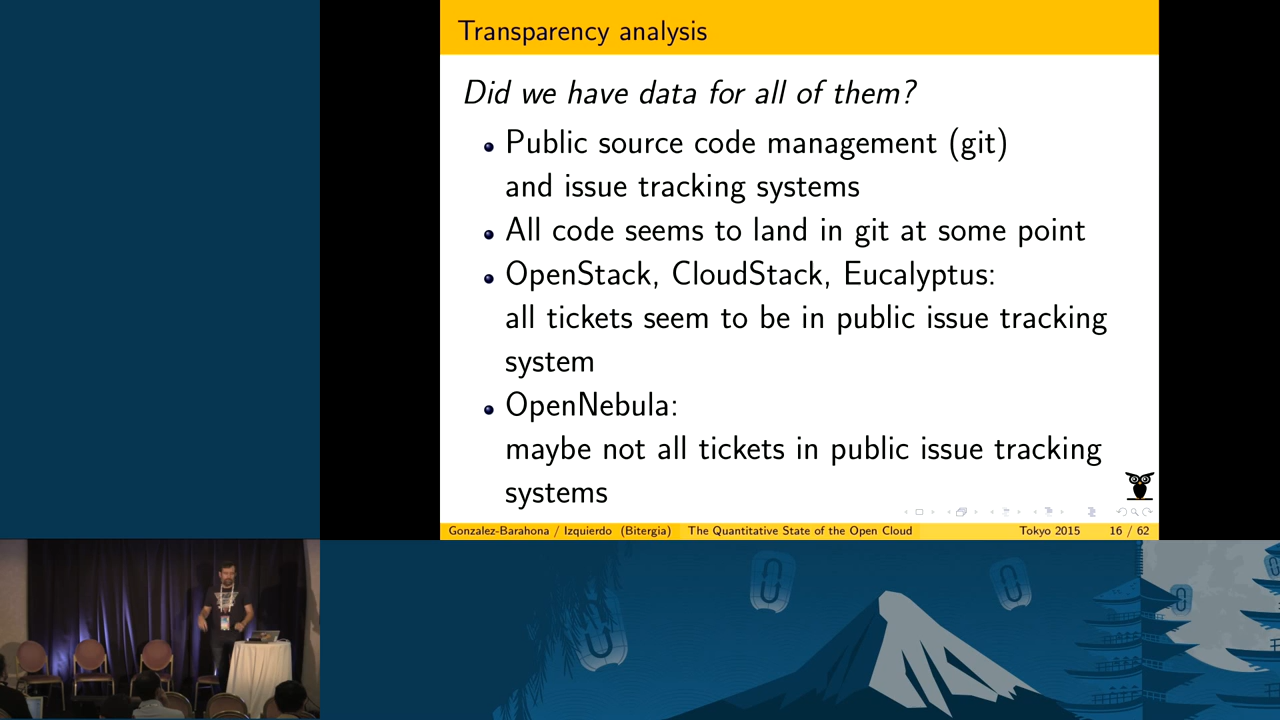 Transparency analysis
Did we have data for all of them?
Public source code management (git)
and issue tracking systems
All code seems to land in git at some point
OpenStack, CloudStack, Eucalyptus:
all tickets seem to be in public issue tracking
system
OpenNebula:
maybe not all tickets in public issue tracking
systems
Gonzalez-Barahona / Izquierdo (Bitergia) The Quantitative State of the Open Cloud Tokyo 2015 16 / 62